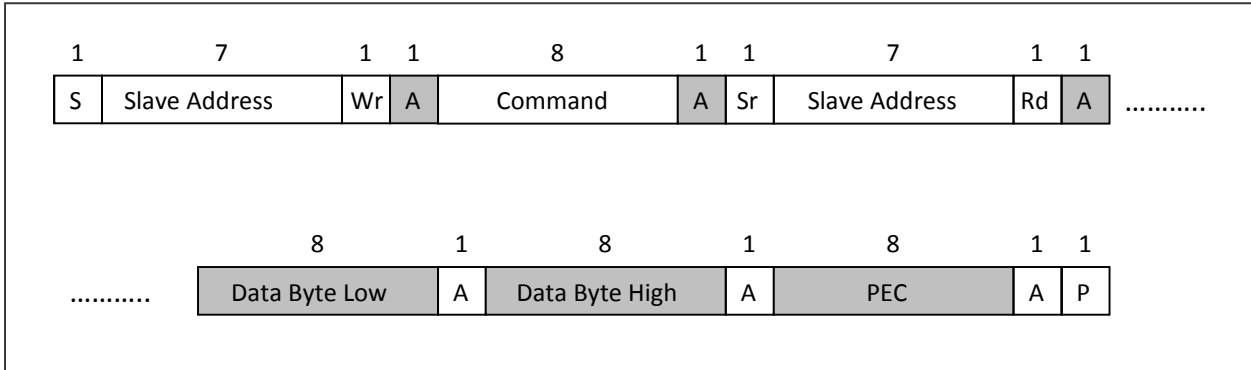 1 7 1 1 8 1 1 7 1 1
S Slave Address Wr A Command A Sr Slave Address Rd A ………..
8 1 8 1 8 1 1
……….. Data Byte Low A Data Byte High A PEC A P